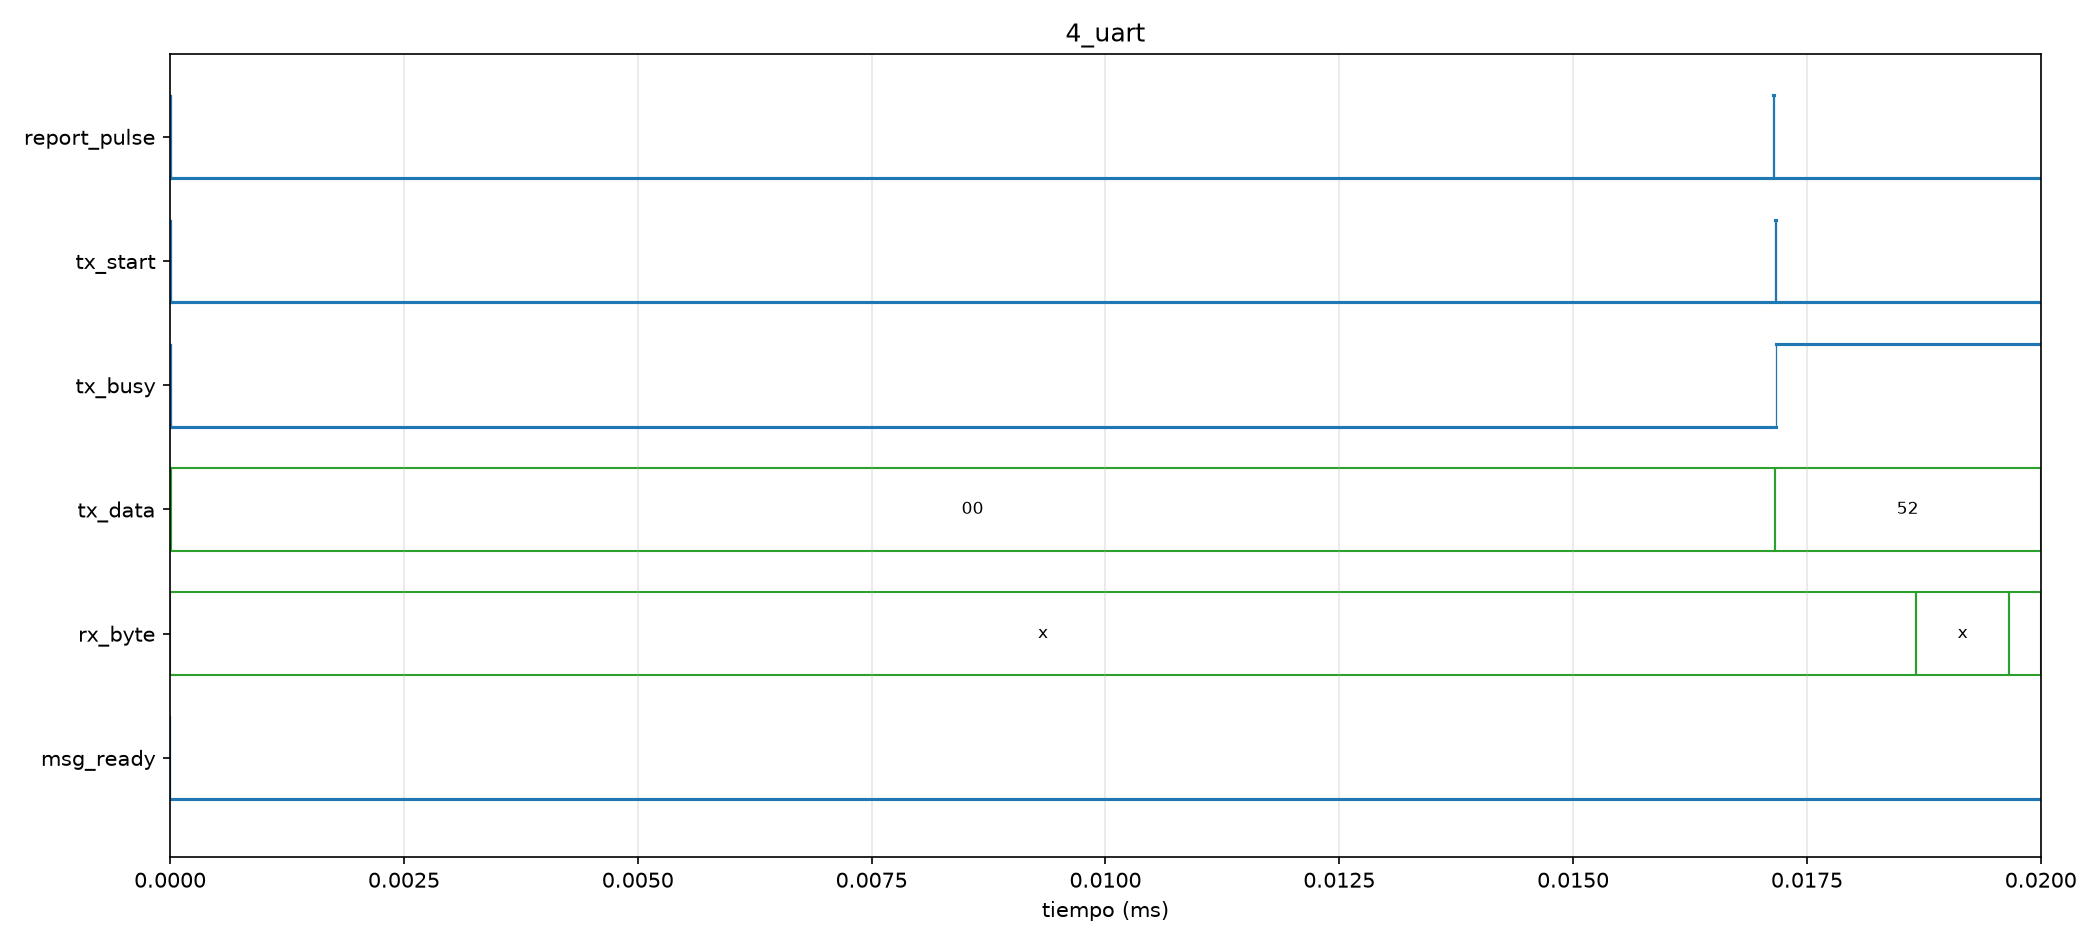 4_uart
report_pulse
tx_start
tx_busy
tx_data
00
52
rx_byte
x
x
msg_ready
0.0000
0.0025
0.0050
0.0075
0.0100
0.0125
0.0150
0.0175
0.0200
tiempo (ms)